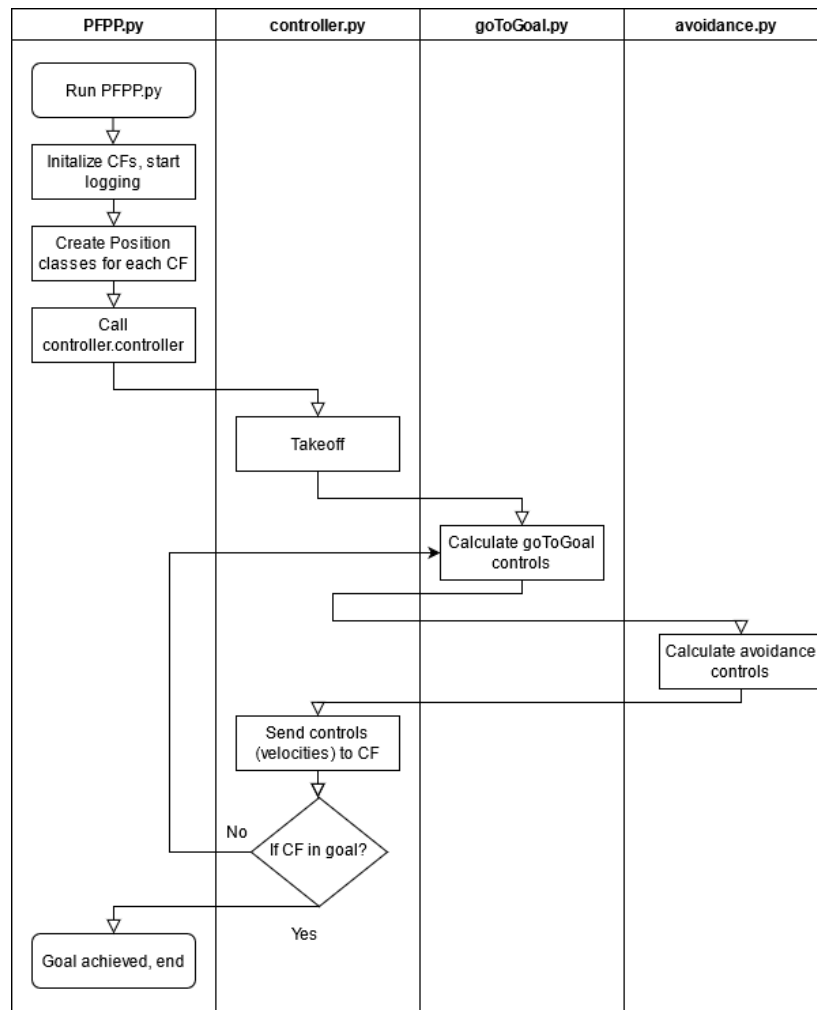 PFPP.py
controller.py
goToGoal.py
avoidance.py
Run PFPP.py
Initalize CFs, start
logging
Create Position
classes for each CF
Call
controller.controller
Takeoff
Calculate goToGoal
controls
Calculate avoidance
controls
Send controls
(velocities) to CF
No
If CF in goal?
Yes
Goal achieved, end